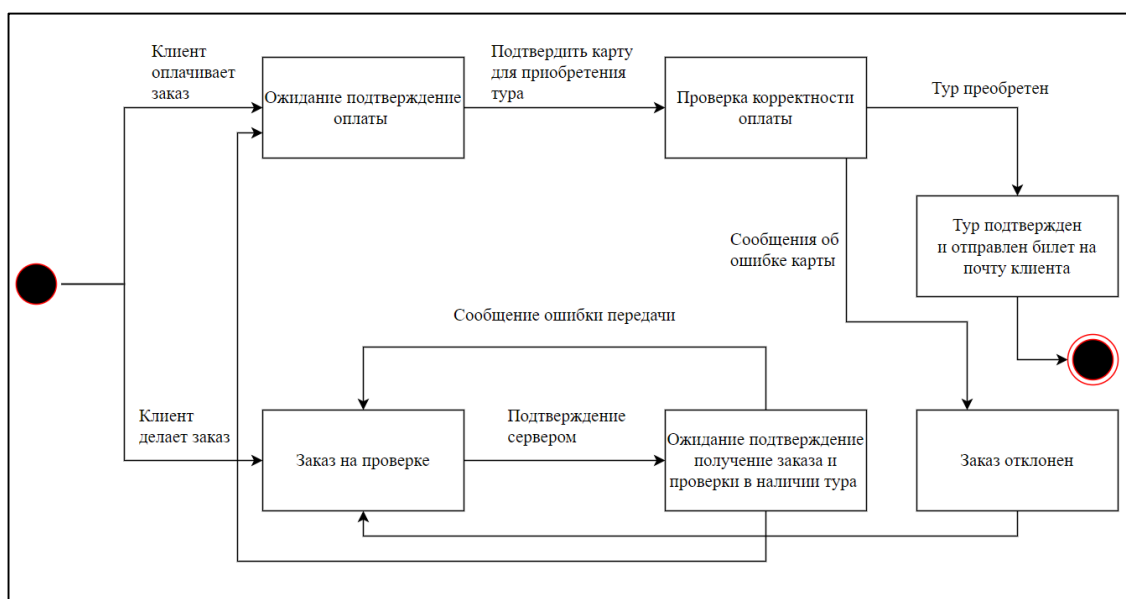 Клиент
оплачивает
заказ
Ожидание подтверждение
оплаты
Подтвердить карту
для приобретения
тура
Проверка корректности
оплаты
Тур преобретен
Тур подтвержден
и отправлен билет на
почту клиента
Сообщения об
ошибке карты
Сообщение ошибки передачи
Клиент
делает заказ
Заказ на проверке
Подтверждение
сервером
Ожидание подтверждение
получение заказа и
проверки в наличии тура
Заказ отклонен